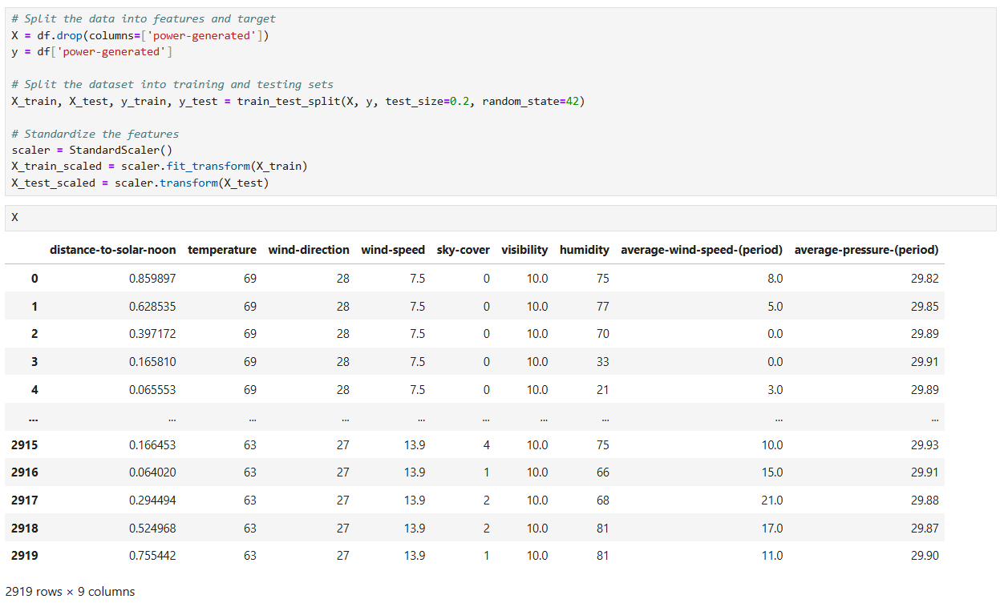 # Split the data into features and target
X = df.drop(columns=['power-generated'])
y = df['power-generated']
# Split the dataset into training and testing sets
X_train, X_test, y_train, y_test = train_test_split(X, y, test_size=0.2, random_state=42)
# Standardize the features
scaler = StandardScaler()
X_train_scaled = scaler.fit_transform(X_train)
X_test_scaled = scaler.transform(X_test)
X
distance-to-solar-noon temperature wind-direction wind-speed sky-cover visibility humidity average-wind-speed-(period) average-pressure-(period)
0 0.859897 69 28 7.5 0 10.0 75 8.0 29.82
1 0.628535 69 28 7.5 0 10.0 77 5.0 29.85
2 0.397172 69 28 7.5 0 10.0 70 0.0 29.89
3 0.165810 69 28 7.5 0 10.0 33 0.0 29.91
4 0.065553 69 28 7.5 0 10.0 21 3.0 29.89
... ... ... ... ... ... ... ... ... ...
2915 0.166453 63 27 13.9 4 10.0 75 10.0 29.93
2916 0.064020 63 27 13.9 1 10.0 66 15.0 29.91
2917 0.294494 63 27 13.9 2 10.0 68 21.0 29.88
2918 0.524968 63 27 13.9 2 10.0 81 17.0 29.87
2919 0.755442 63 27 13.9 1 10.0 81 11.0 29.90
2919 rows × 9 columns